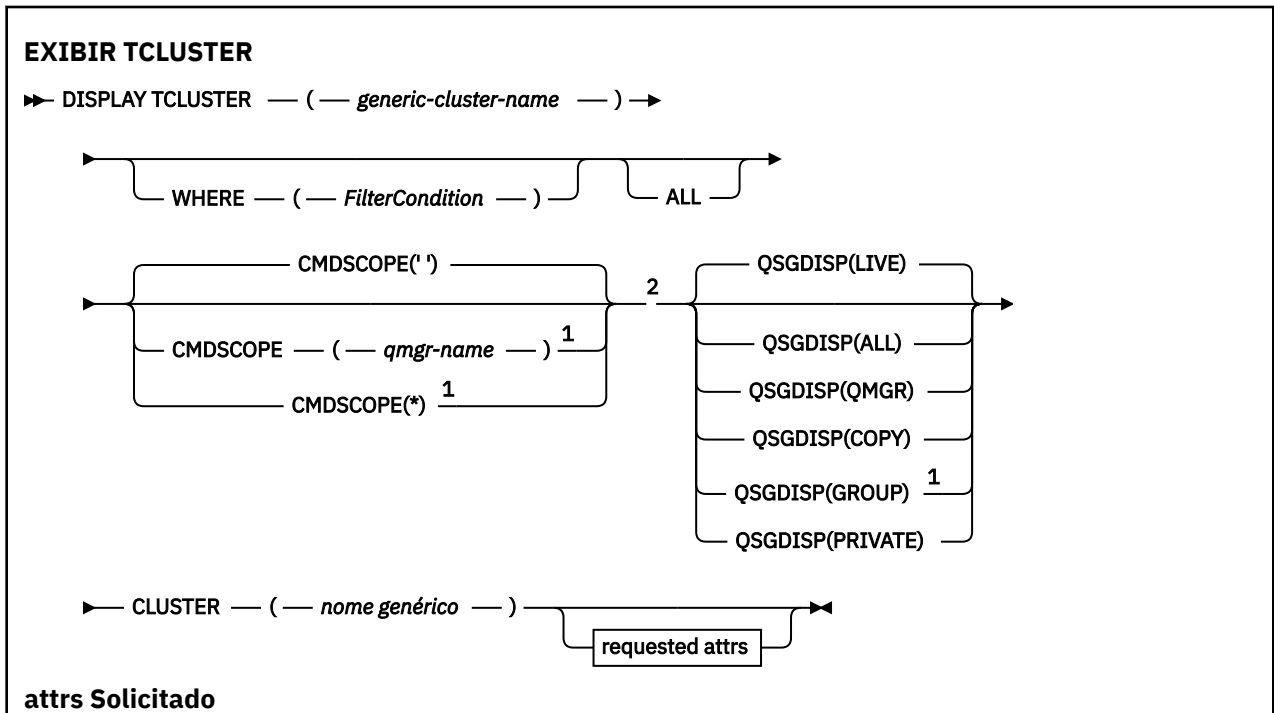 EXIBIR TCLUSTER
DISPLAY TCLUSTER ( generic-cluster-name )
WHERE ( FilterCondition ) ALL
CMDSCOPE(' ')
CMDSCOPE ( qmgr-name ) 1
CMDSCOPE(*) 1
2
QSGDISP(LIVE)
QSGDISP(ALL)
QSGDISP(QMGR)
QSGDISP(COPY)
QSGDISP(GROUP) 1
QSGDISP(PRIVATE)
CLUSTER ( nome genérico )
requested attrs
attrs Solicitado